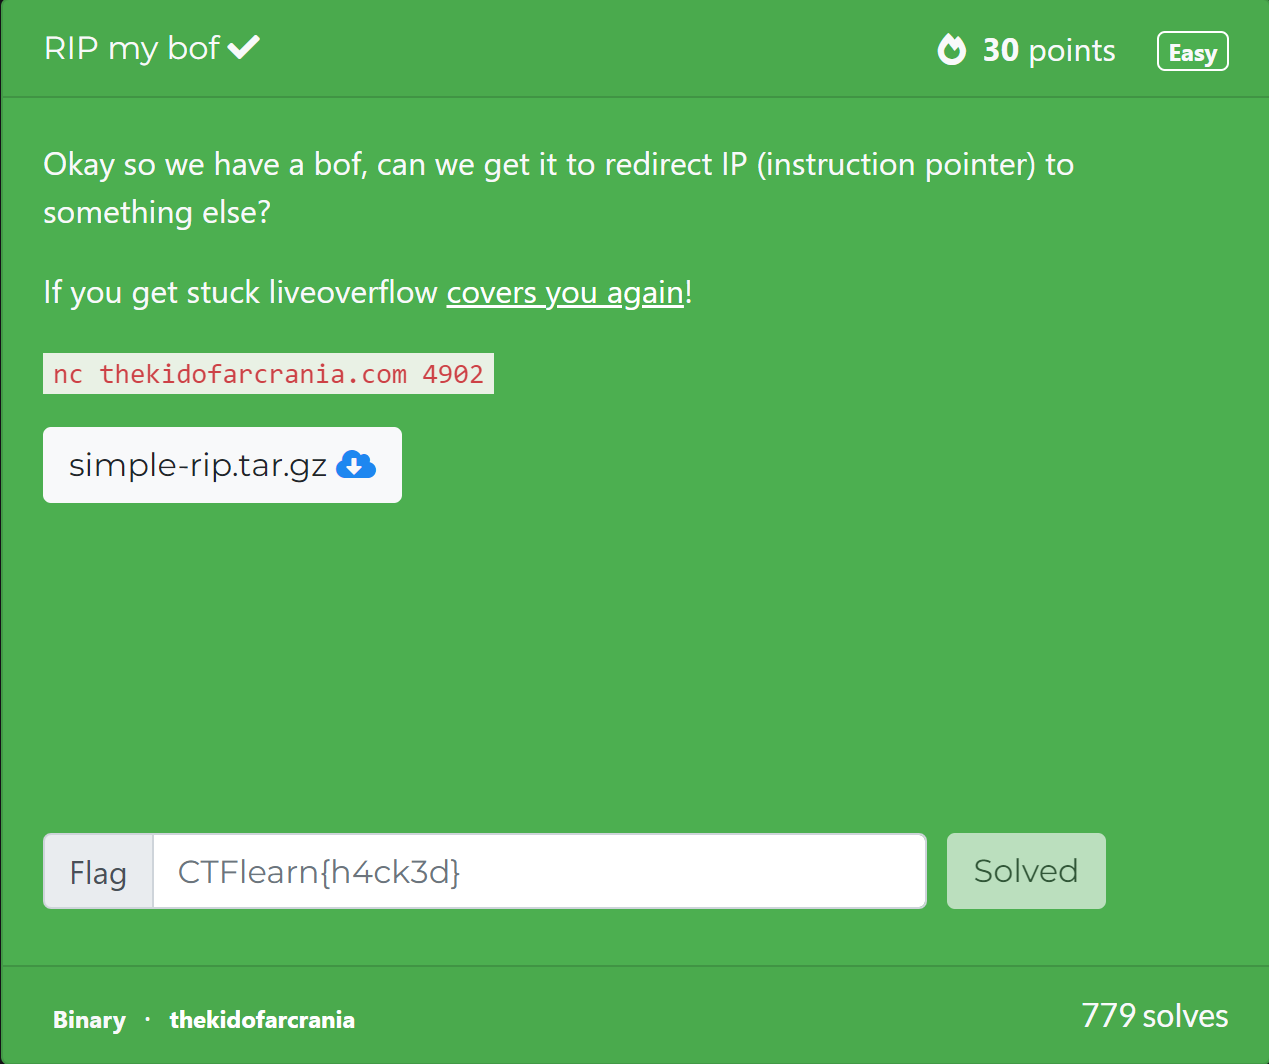 RIP my bof
30 points
Easy
Okay so we have a bof, can we get it to redirect IP (instruction pointer) to
something else?
If you get stuck liveoverflow covers you again!
nc thekidofarcrania.com 4902
simple-rip.tar.gz
Flag
CTFlearn{h4ck3d}
Solved
Binary · thekidofarcrania
779 solves